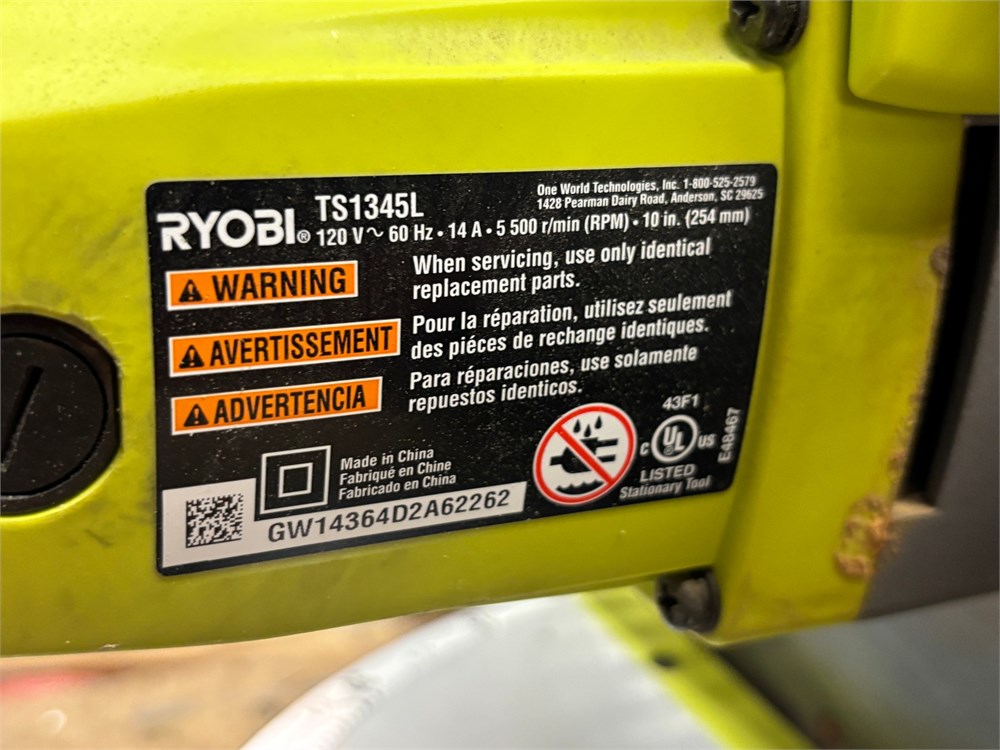 RYOBI® TS1345L
One World Technologies, Inc. 1-800-525-2579
1428 Pearman Dairy Road, Anderson, SC 29625
120 V ~ 60 Hz • 14 A • 5 500 r/min (RPM) • 10 in. (254 mm)
WARNING
When servicing, use only identical
replacement parts.
AVERTISSEMENT
Pour la réparation, utilisez seulement
des piéces de rechange identiques.
ADVERTENCIA
Para réparaciones, use solamente
repuestos identicos.
Made in China
Fabriqué en Chine
Fabricado en China
43F1
C UL US
LISTED
Stationary Tool
E48467
GW14364D2A62262